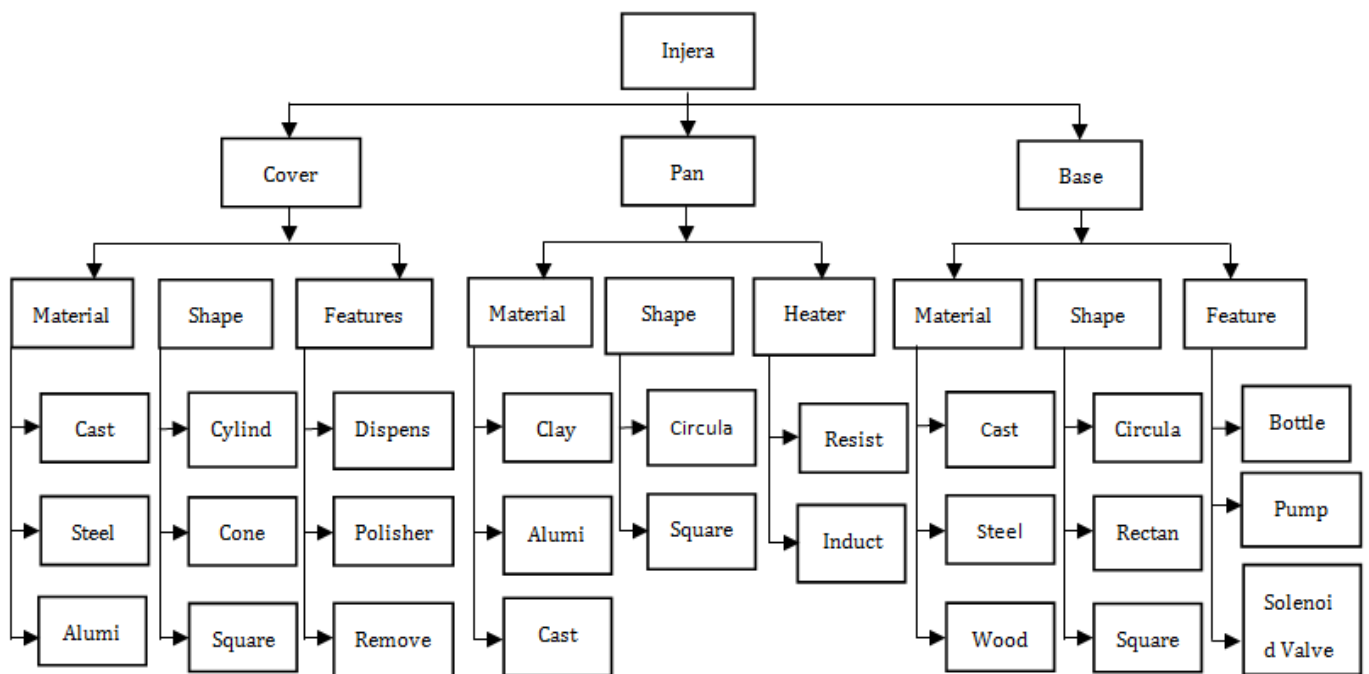 Injera
Cover
Pan
Base
Material
Shape
Features
Material
Shape
Heater
Material
Shape
Feature
Cast
Cylind
Dispens
Clay
Circula
Resist
Cast
Circula
Bottle
Steel
Cone
Polisher
Alumi
Square
Induct
Steel
Rectan
Pump
Alumi
Square
Remove
Cast
Wood
Square
Solenoi
d Valve